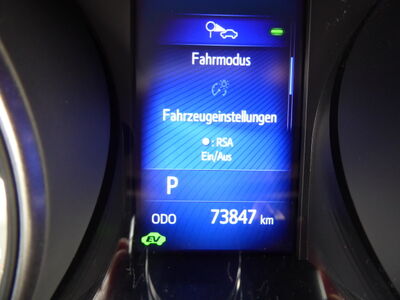 Fahrmodus
Fahrzeugeinstellungen
: RSA
Ein/Aus
P
ODO 73847 km
EV